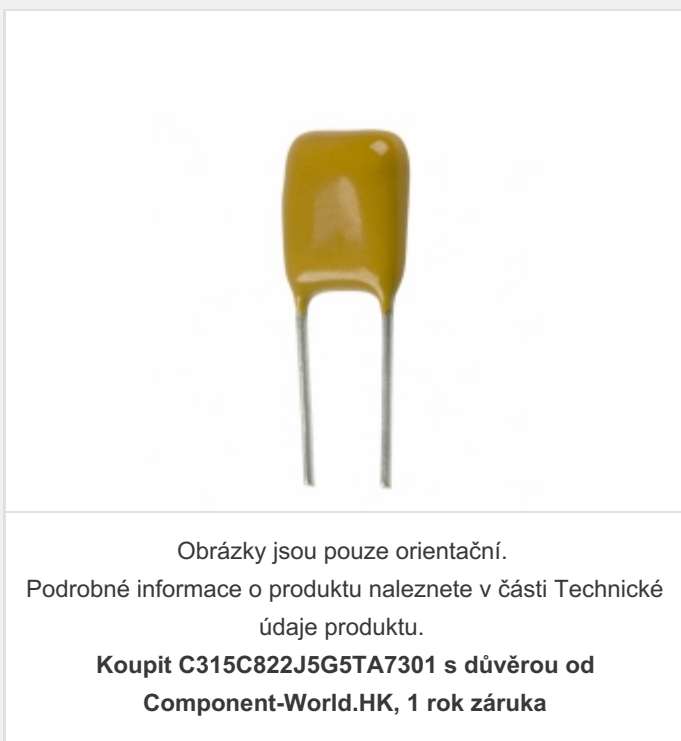 Obrázky jsou pouze orientační.
Podrobné informace o produktu naleznete v části Technické
údaje produktu.
Koupit C315C822J5G5TA7301 s důvěrou od
Component-World.HK, 1 rok záruka